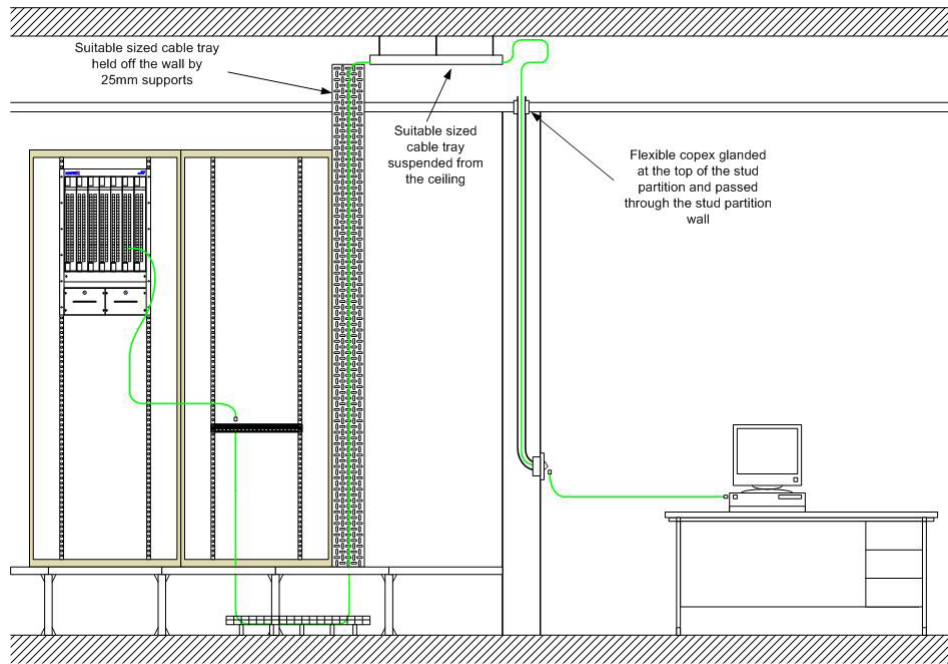 Suitable sized cable tray
held off the wall by
25mm supports
Suitable sized
cable tray
suspended from
the ceiling
Flexible copex glanded
at the top of the stud
partition and passed
through the stud partition
wall